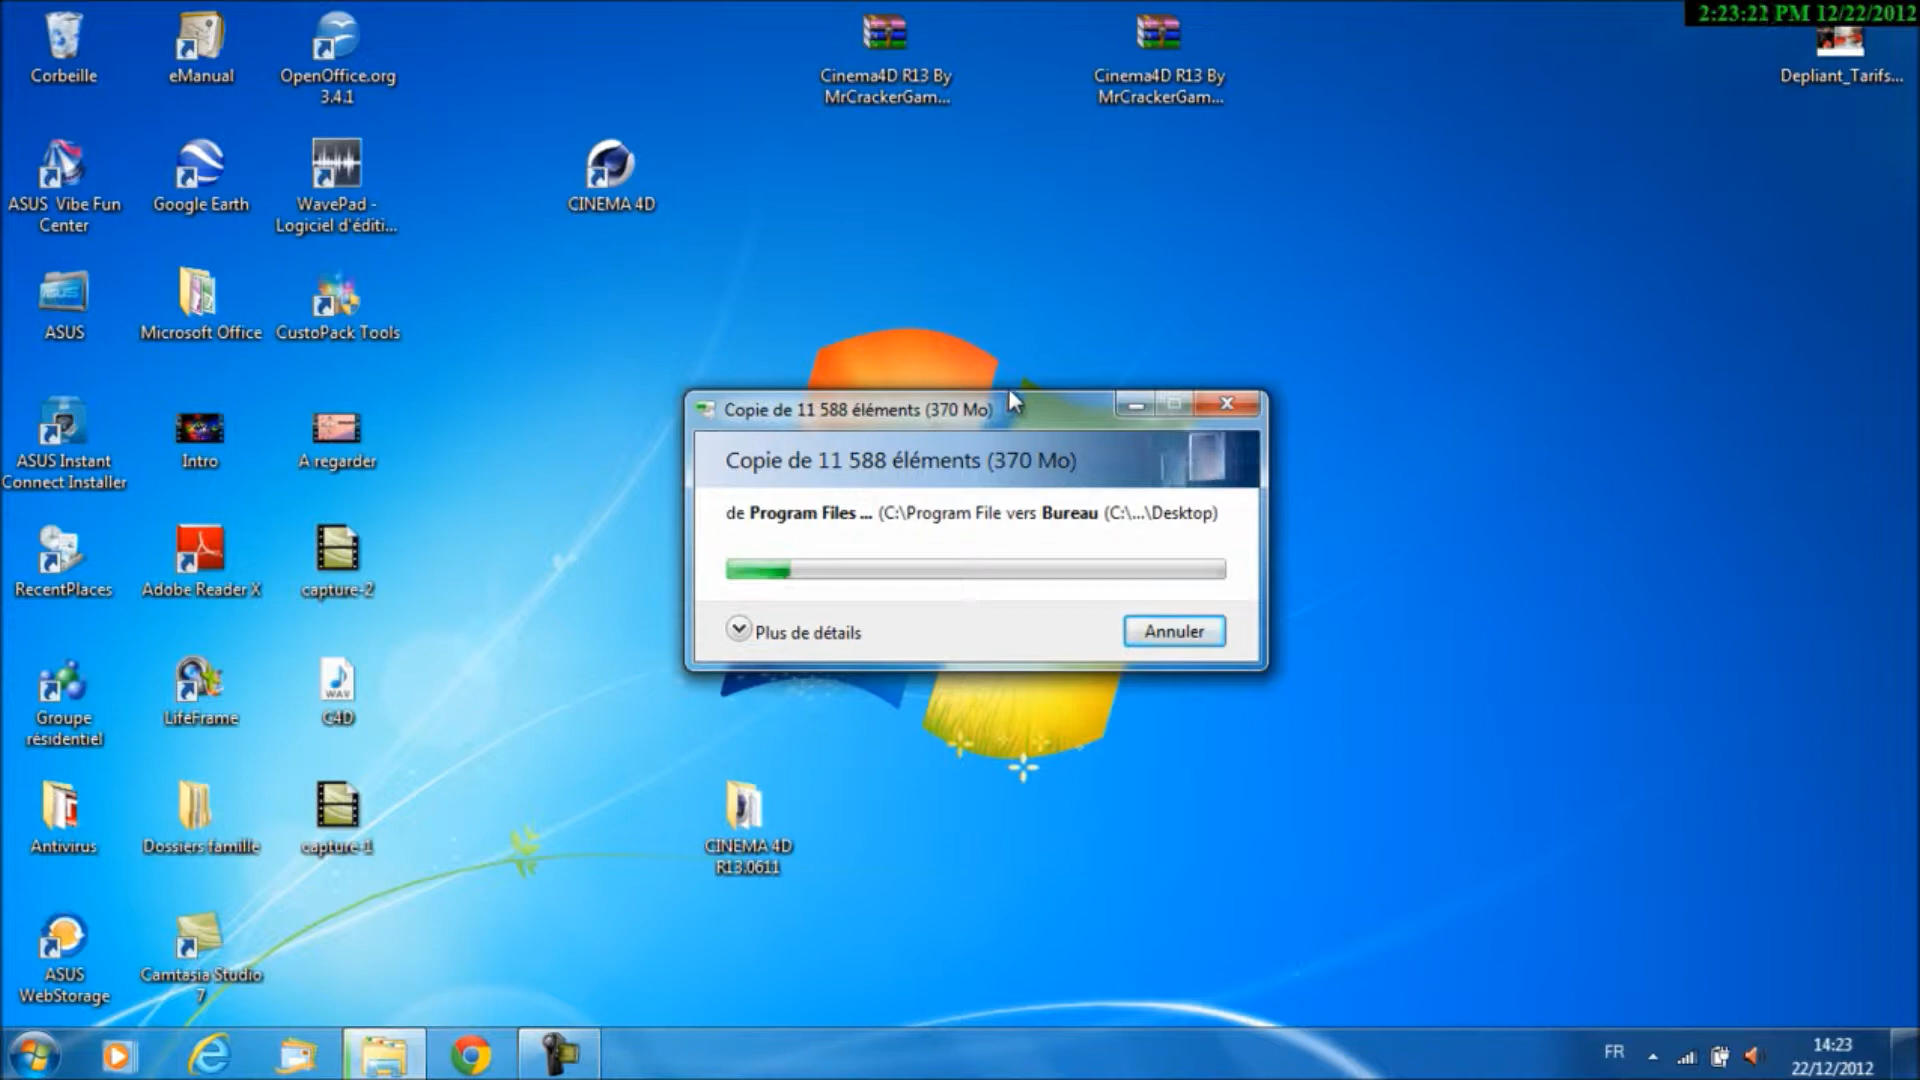 2:23:22 PM 12/22/2012
Corbeille
eManual
OpenOffice.org
3.4.1
Cinema4D R13 By
MrCrackerGam...
Cinema4D R13 By
MrCrackerGam...
Depliant_Tarifs...
ASUS Vibe Fun
Center
Google Earth
WavePad -
Logiciel d'éditi...
CINEMA 4D
ASUS
Microsoft Office
CustoPack Tools
ASUS Instant
Connect Installer
Intro
A regarder
Copie de 11 588 éléments (370 Mo)
Copie de 11 588 éléments (370 Mo)
de Program Files ... (C:\Program File vers Bureau (C:\...\Desktop)
Plus de détails
Annuler
RecentPlaces
Adobe Reader X
capture-2
Groupe
résidentiel
LifeFrame
WAV
C4D
Antivirus
Dossiers famille
capture-1
CINEMA 4D
R13.0611
ASUS
WebStorage
Camtasia Studio
7
FR
14:23
22/12/2012